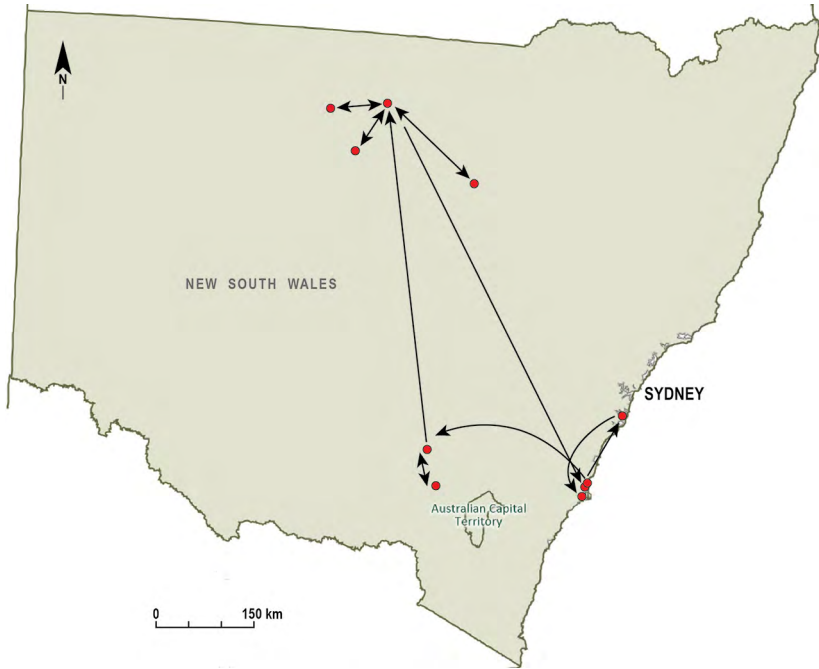 N
NEW SOUTH WALES
SYDNEY
Australian Capital
Territory
0 150 km